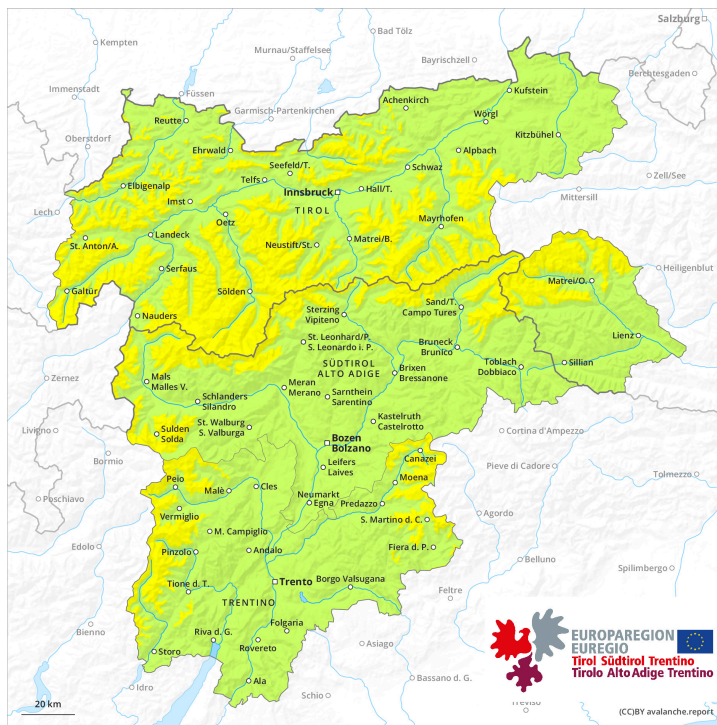 Salzburg
Kempten
Bad Tölz
Murnau/Staffelsee
Bayrischzell
Berchtesgaden
Immenstadt
Füssen
Garmisch-Partenkirchen
Achenkirch
Kufstein
Reutte
Wörgl
Oberstdorf
Ehrwald
Kitzbühel
Seefeld/T.
Alpbach
Schwaz
Zell/See
Elbigenalp
Telfs
Innsbruck
Hall/T.
Mittersill
Lech
Imst
TIROL
Oetz
Mayrhofen
St. Anton/A.
Landeck
Neustift/St.
Matrei/B.
Heiligenblut
Serfaus
Matrei/O.
Galtür
Sölden
Nauders
Sand/T.
Campo Tures
Sterzing
Vipiteno
Lienz
St. Leonhard/P.
S. Leonardo i. P.
Bruneck
Brunico
Toblach
Dobbiaco
Sillian
SÜDTIROL
ALTO ADIGE
Brixen
Bressanone
Zernez
Mals
Malles V.
Meran
Merano
Sarnthein
Sarentino
Schlanders
Silandro
Kastelruth
Castelrotto
Livigno
St. Walburg
S. Valburga
Sulden
Solda
Bozen
Bolzano
Cortina d'Ampezzo
Bormio
Canazei
Leifers
Laives
Pieve di Cadore
Tolmezzo
Poschiavo
Peio
Malè
Cles
Moena
Neumarkt
Egna
Predazzo
Vermiglio
Agordo
S. Martino d. C.
M. Campiglio
Edolo
Pinzolo
Andalo
Fiera d. P.
Belluno
Spilimbergo
Tione d. T.
Trento
Borgo Valsugana
Feltre
TRENTINO
Bienno
Riva d. G.
Folgaria
Rovereto
Asiago
Storo
Bassano d. G.
Idro
Ala
Schio
Treviso
EUROPAREGION
EUREGIO
Tirol Südtirol Trentino
Tirolo Alto Adige Trentino
20 km
(CC)BY avalanche.report